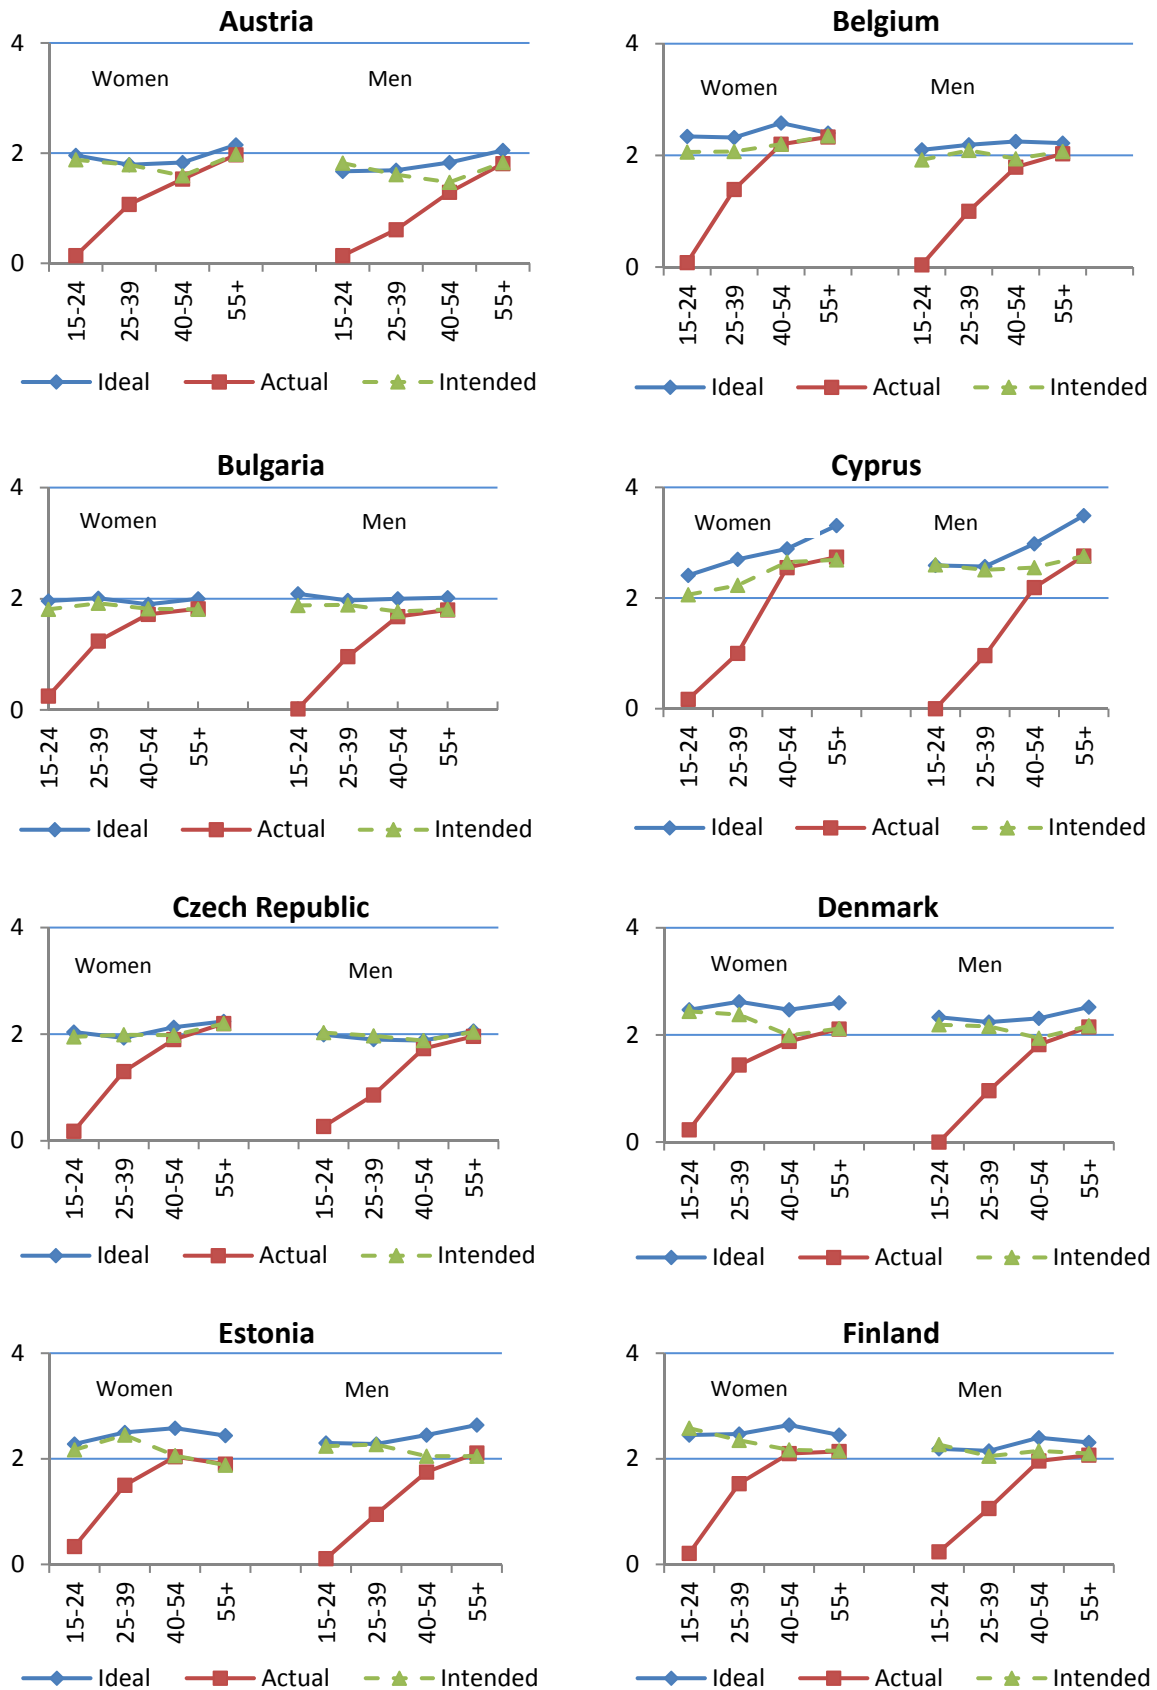 Austria
4
Women Men
2
0
15-24 25-39 40-54 55+ 15-24 25-39 40-54 55+
Ideal Actual Intended
Belgium
4
Women Men
2
0
15-24 25-39 40-54 55+ 15-24 25-39 40-54 55+
Ideal Actual Intended
Bulgaria
4
Women Men
2
0
15-24 25-39 40-54 55+ 15-24 25-39 40-54 55+
Ideal Actual Intended
Cyprus
4
Women Men
2
0
15-24 25-39 40-54 55+ 15-24 25-39 40-54 55+
Ideal Actual Intended
Czech Republic
4
Women Men
2
0
15-24 25-39 40-54 55+ 15-24 25-39 40-54 55+
Ideal Actual Intended
Denmark
4
Women Men
2
0
15-24 25-39 40-54 55+ 15-24 25-39 40-54 55+
Ideal Actual Intended
Estonia
4
Women Men
2
0
15-24 25-39 40-54 55+ 15-24 25-39 40-54 55+
Ideal Actual Intended
Finland
4
Women Men
2
0
15-24 25-39 40-54 55+ 15-24 25-39 40-54 55+
Ideal Actual Intended